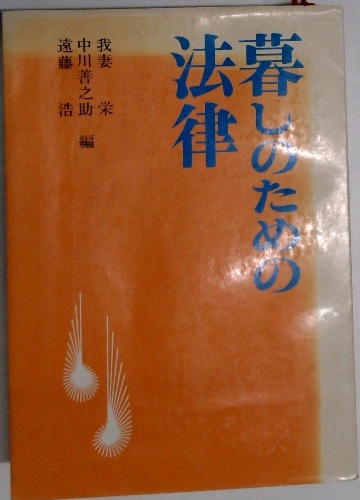 暮しのための
法律
我妻 栄
中川善之助 編
遠藤 浩